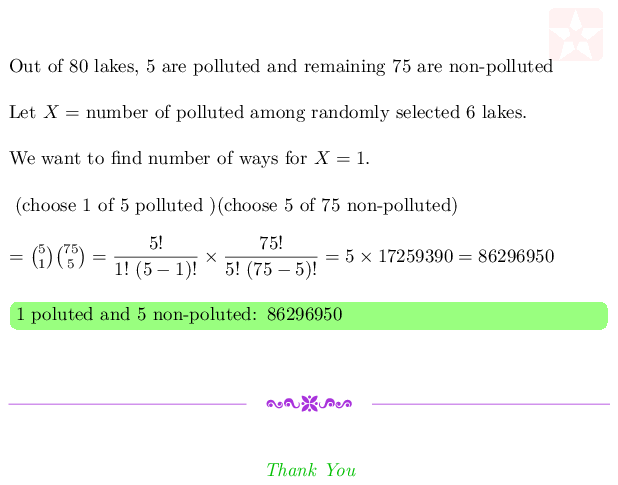 Out of 80 lakes, 5 are polluted and remaining 75 are non-polluted
Let X = number of polluted among randomly selected 6 lakes.
We want to find number of ways for X = 1.
(choose 1 of 5 polluted )(choose 5 of 75 non-polluted)
= \binom{5}{1}\binom{75}{5} = \frac{5!}{1! (5 − 1)!} × \frac{75!}{5! (75 − 5)!} = 5 × 17259390 = 86296950
1 poluted and 5 non-poluted: 86296950
Thank You